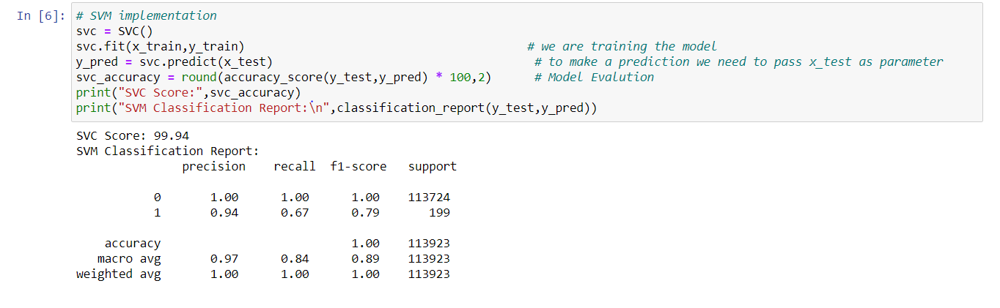 In [6]: # SVM implementation
svc = SVC()
svc.fit(x_train,y_train) # we are training the model
y_pred = svc.predict(x_test) # to make a prediction we need to pass x_test as parameter
svc_accuracy = round(accuracy_score(y_test,y_pred) * 100,2) # Model Evalution
print("SVC Score:",svc_accuracy)
print("SVM Classification Report:\n",classification_report(y_test,y_pred))
SVC Score: 99.94
SVM Classification Report:
precision recall f1-score support
0 1.00 1.00 1.00 113724
1 0.94 0.67 0.79 199
accuracy 1.00 113923
macro avg 0.97 0.84 0.89 113923
weighted avg 1.00 1.00 1.00 113923